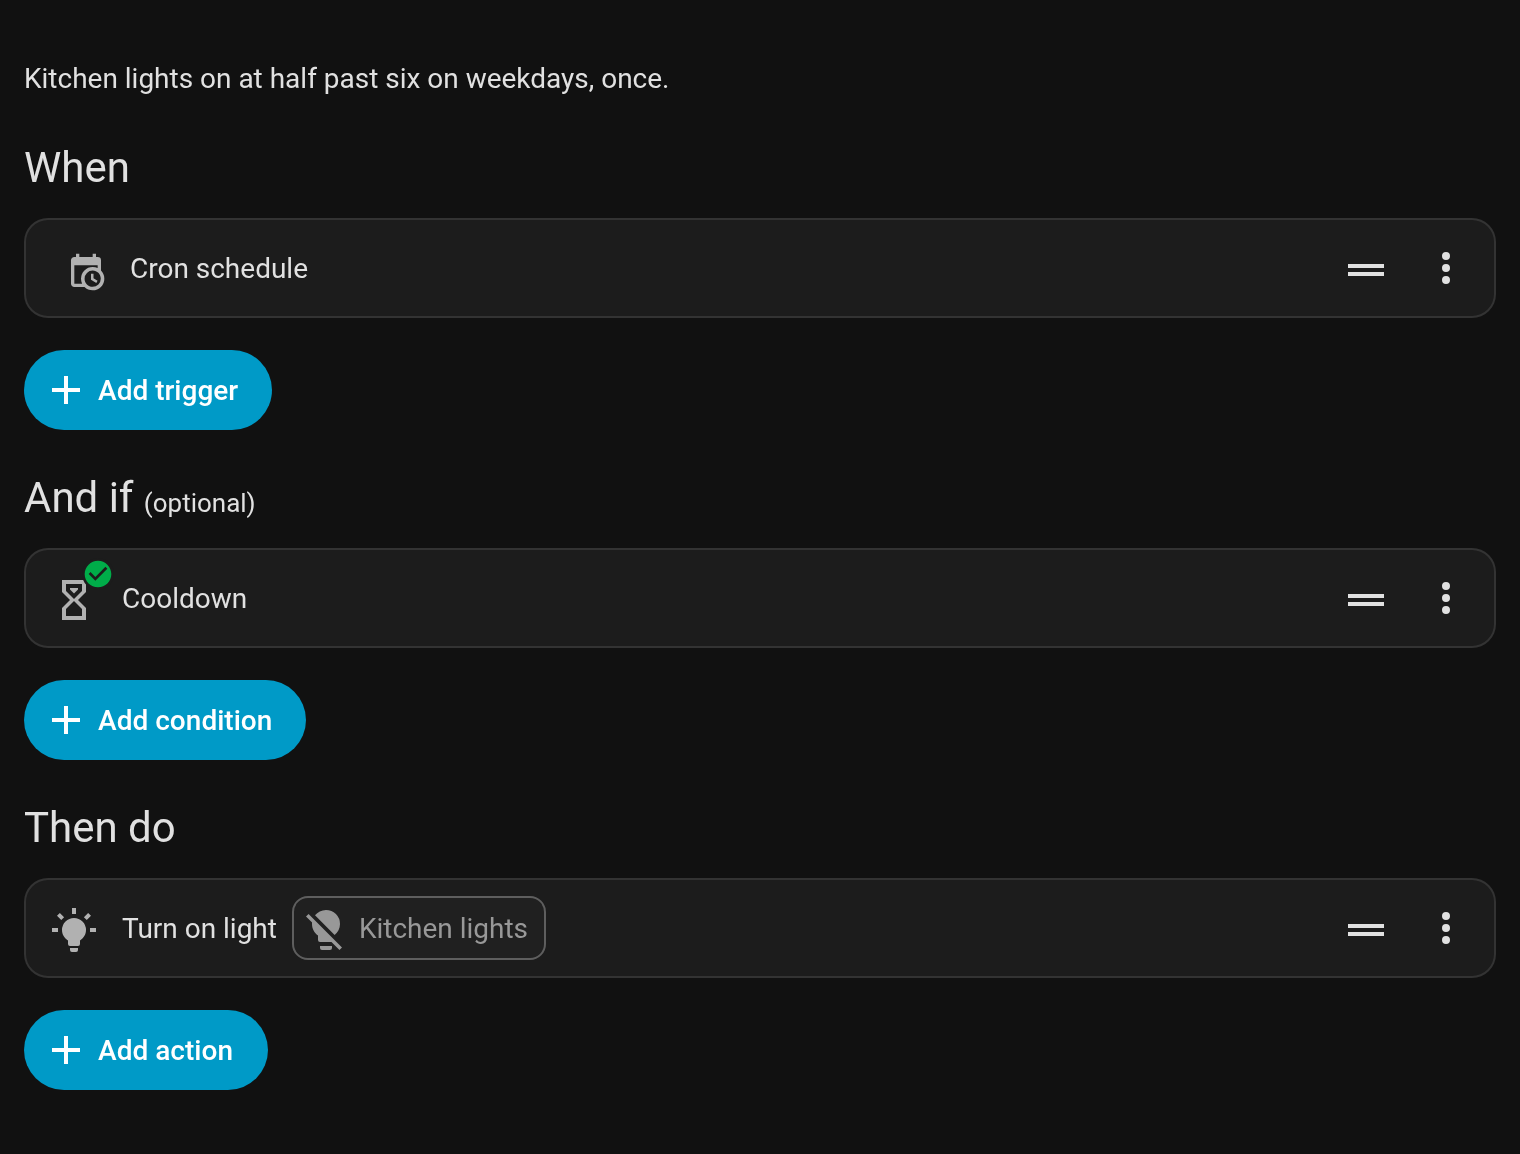 Kitchen lights on at half past six on weekdays, once.
When
Cron schedule
Add trigger
And if (optional)
Cooldown
Add condition
Then do
Turn on light Kitchen lights
Add action